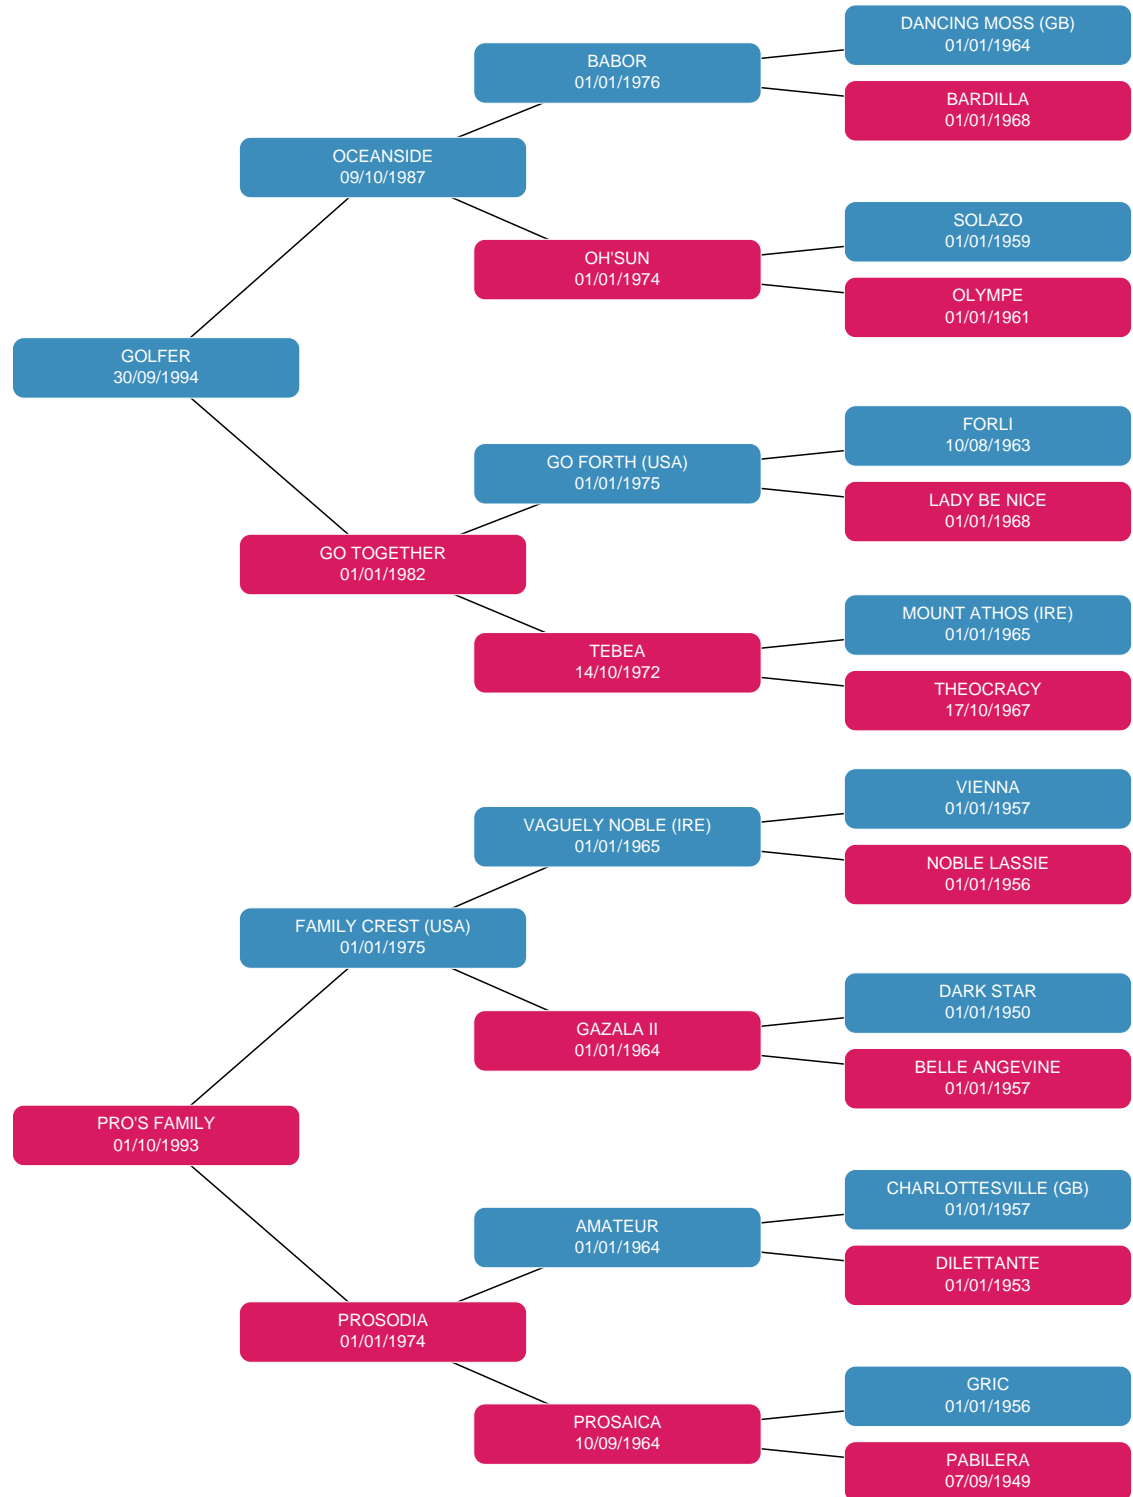 DANCING MOSS (GB)
01/01/1964
BABOR
01/01/1976
BARDILLA
01/01/1968
OCEANSIDE
09/10/1987
SOLAZO
01/01/1959
OH'SUN
01/01/1974
OLYMPE
01/01/1961
GOLFER
30/09/1994
FORLI
10/08/1963
GO FORTH (USA)
01/01/1975
LADY BE NICE
01/01/1968
GO TOGETHER
01/01/1982
MOUNT ATHOS (IRE)
01/01/1965
TEBEA
14/10/1972
THEOCRACY
17/10/1967
VIENNA
01/01/1957
VAGUELY NOBLE (IRE)
01/01/1965
NOBLE LASSIE
01/01/1956
FAMILY CREST (USA)
01/01/1975
DARK STAR
01/01/1950
GAZALA II
01/01/1964
BELLE ANGEVINE
01/01/1957
PRO'S FAMILY
01/10/1993
CHARLOTTESVILLE (GB)
01/01/1957
AMATEUR
01/01/1964
DILETTANTE
01/01/1953
PROSODIA
01/01/1974
GRIC
01/01/1956
PROSAICA
10/09/1964
PABILERA
07/09/1949